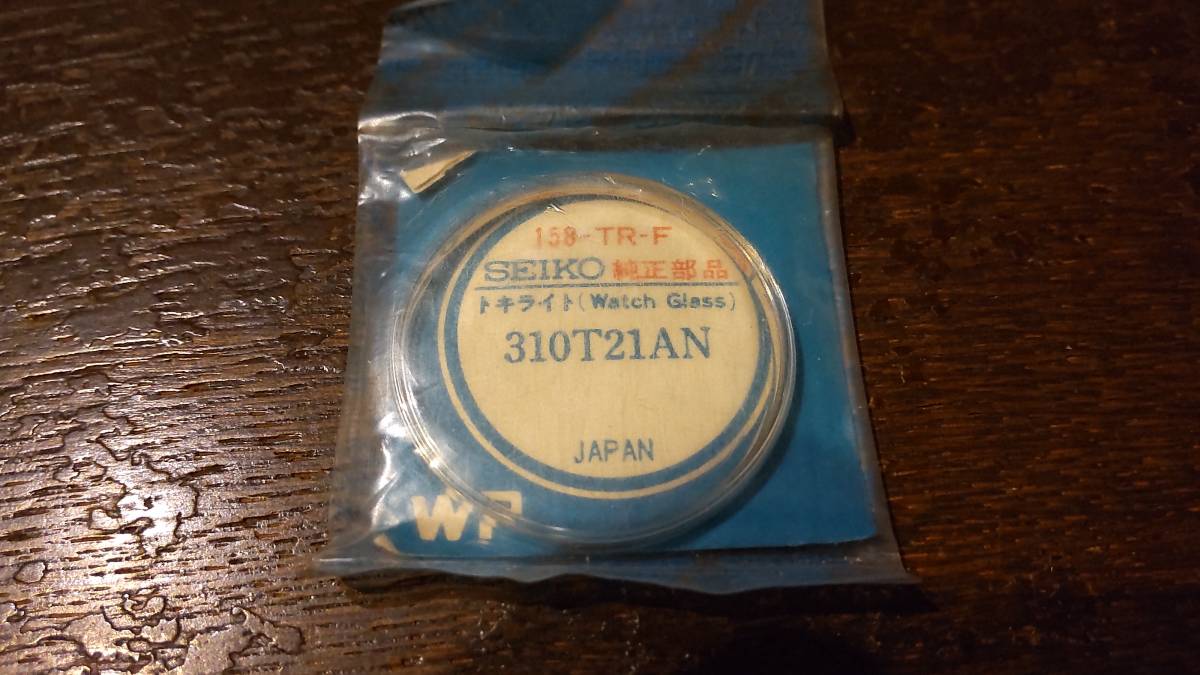 158-TR-F
SEIKO 純正部品
トキライト(Watch Glass)
310T21AN
JAPAN
WP